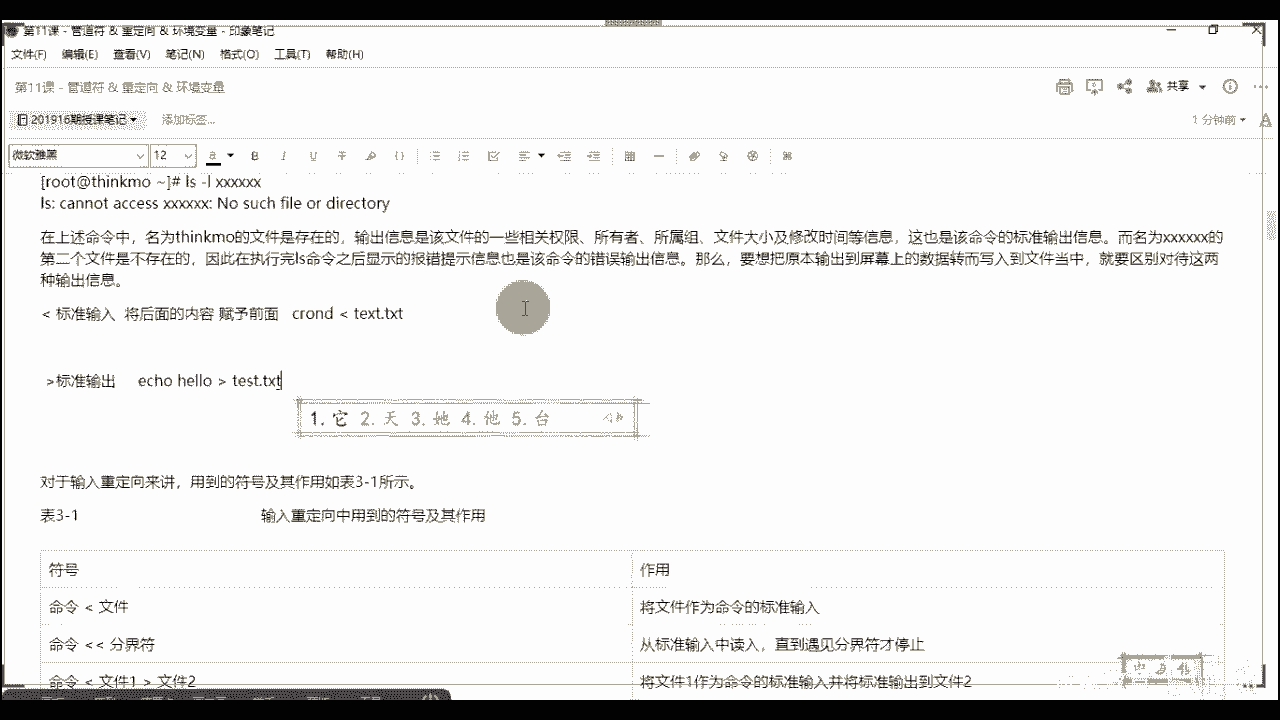 第11课 - 管道符 & 重定向 & 环境变量 - 印象笔记
文件(F) 编辑(E) 查看(V) 笔记(N) 格式(O) 工具(T) 帮助(H)
第11课 - 管道符 & 重定向 & 环境变量
共享
201916期授课笔记 添加标签...
1 分钟前
微软雅黑 12
[root@thinkmo ~]# ls -l xxxxxx
ls: cannot access xxxxxx: No such file or directory
在上述命令中，名为thinkmo的文件是存在的，输出信息是该文件的一些相关权限、所有者、所属组、文件大小及修改时间等信息，这也是该命令的标准输出信息。而名为xxxxxx的
第二个文件是不存在的，因此在执行完ls命令之后显示的报错提示信息也是该命令的错误输出信息。那么，要想把原本输出到屏幕上的数据转而写入到文件当中，就要区别对待这两
种输出信息。
< 标准输入 将后面的内容 赋予前面 crond < text.txt
>标准输出 echo hello > test.txt
1. 它 2. 天 3. 她 4. 他 5. 台
对于输入重定向来讲，用到的符号及其作用如表3-1所示。
表3-1 输入重定向中用到的符号及其作用
符号 作用
命令 < 文件 将文件作为命令的标准输入
命令 << 分界符 从标准输入中读入，直到遇见分界符才停止
命令 < 文件1 > 文件2 将文件1作为命令的标准输入并将标准输出到文件2